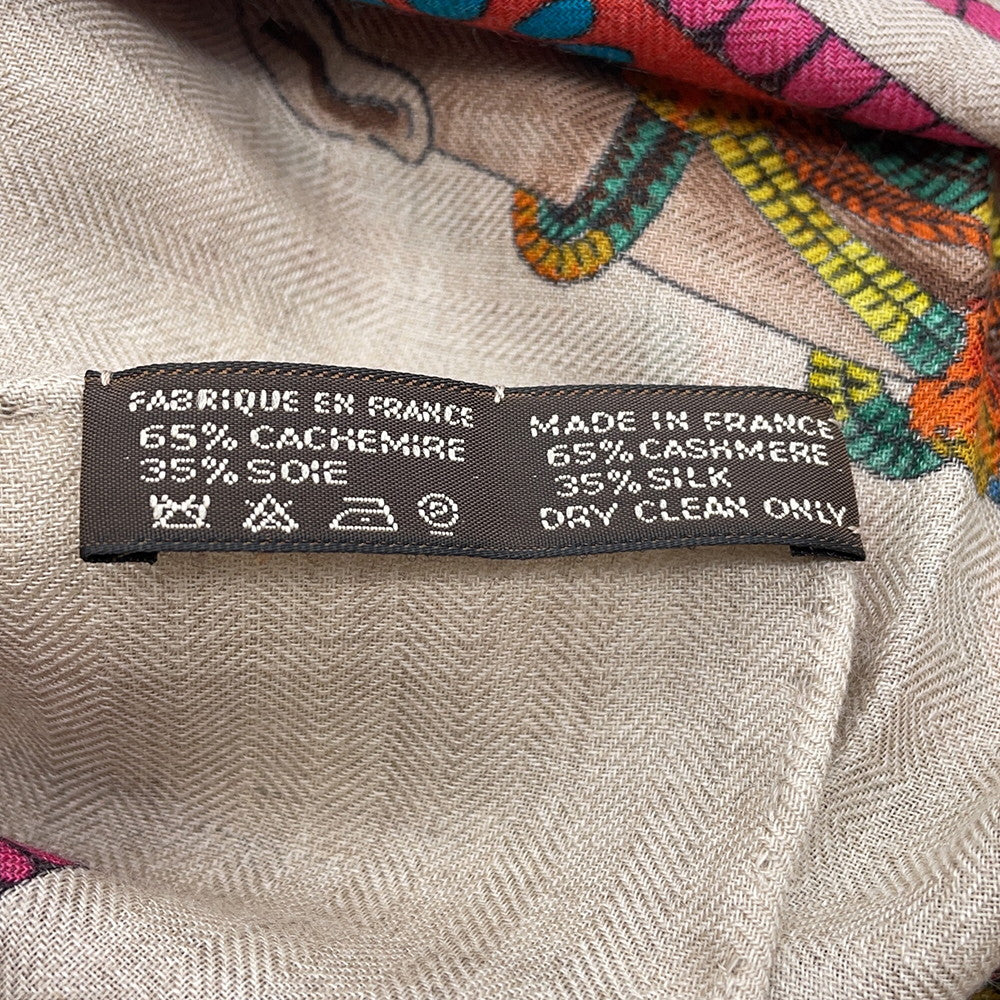 FABRIQUE EN FRANCE
65% CACHEMIRE
35% SOIE
P
MADE IN FRANCE
65% CASHMERE
35% SILK
DRY CLEAN ONLY